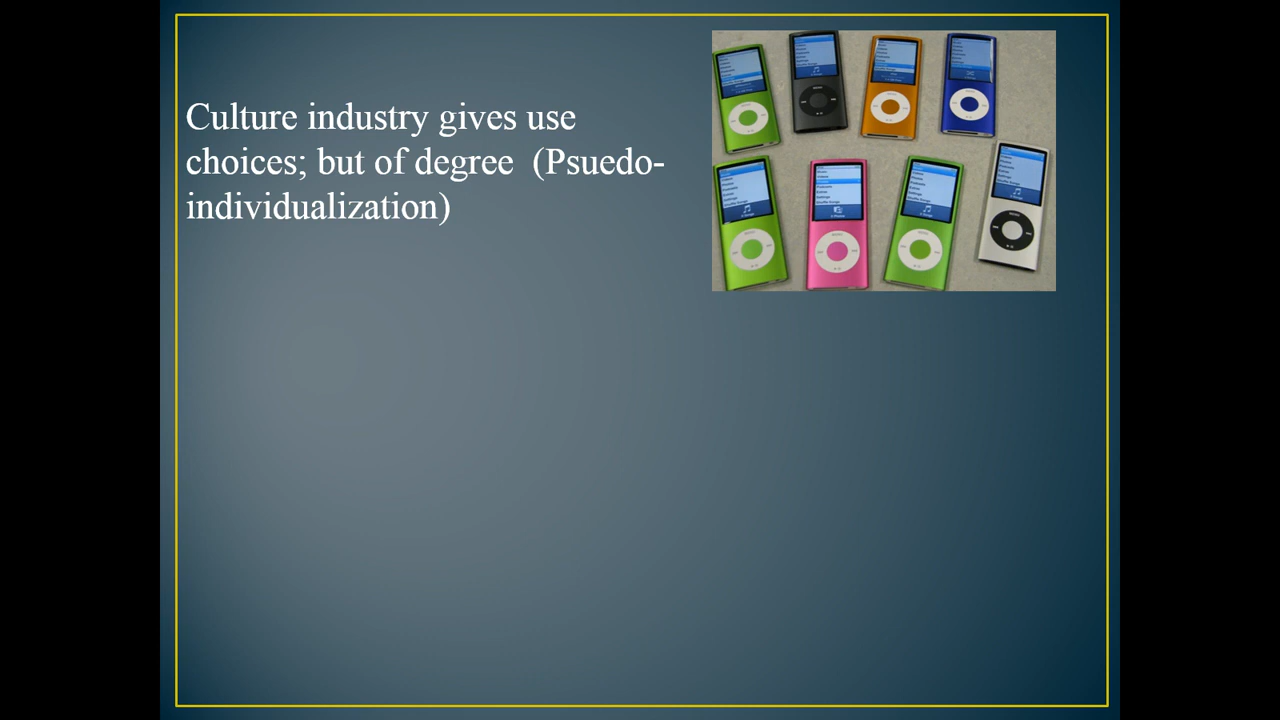 Culture industry gives use
choices; but of degree  (Psuedo-
individualization)